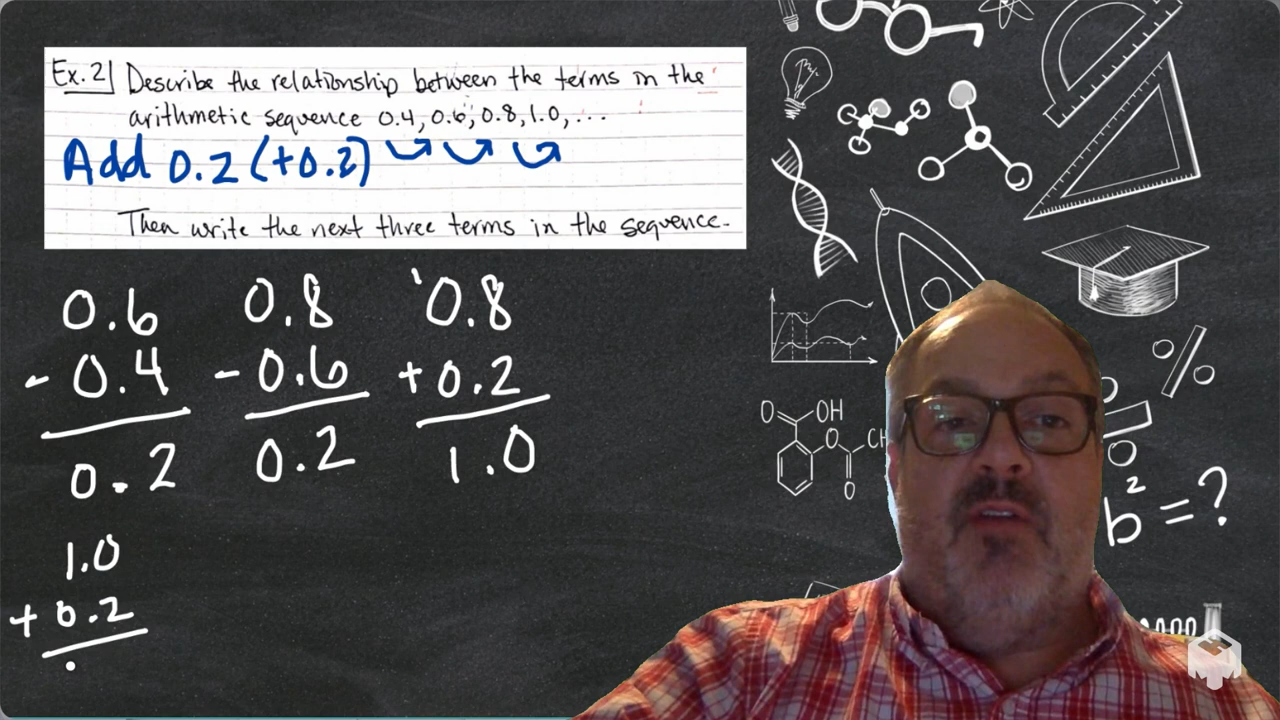 Ex. 2 Describe the relationship between the terms in the
arithmetic sequence 0.4, 0.6, 0.8, 1.0, ...
Add 0.2 (+0.2)
Then write the next three terms in the sequence.
0.6
- 0.4
0.2
0.8
- 0.6
0.2
0.8
+ 0.2
1.0
1.0
+ 0.2
.
O
OH
O
O
%
b² = ?